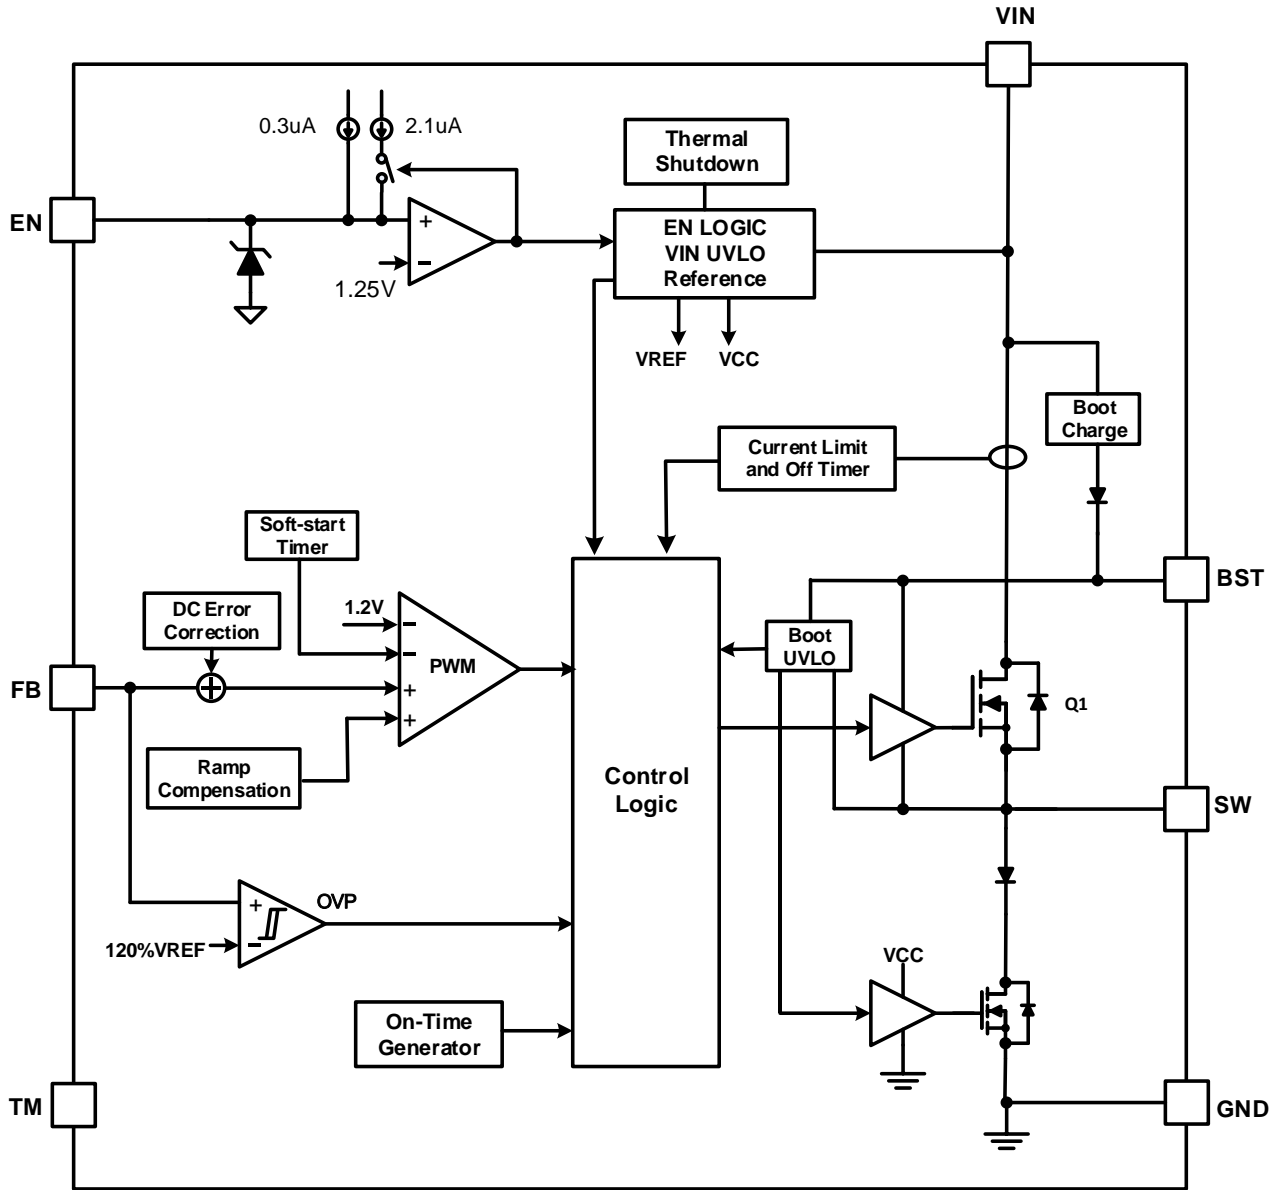 VIN
0.3uA
2.1uA
Thermal
Shutdown
EN
+
−
1.25V
EN LOGIC
VIN UVLO
Reference
VREF
VCC
Boot
Charge
Current Limit
and Off Timer
Soft-start
Timer
BST
DC Error
Correction
1.2V
−
−
PWM
+
+
FB
Boot
UVLO
Q1
Ramp
Compensation
Control
Logic
SW
OVP
+
−
120%VREF
VCC
On-Time
Generator
TM
GND